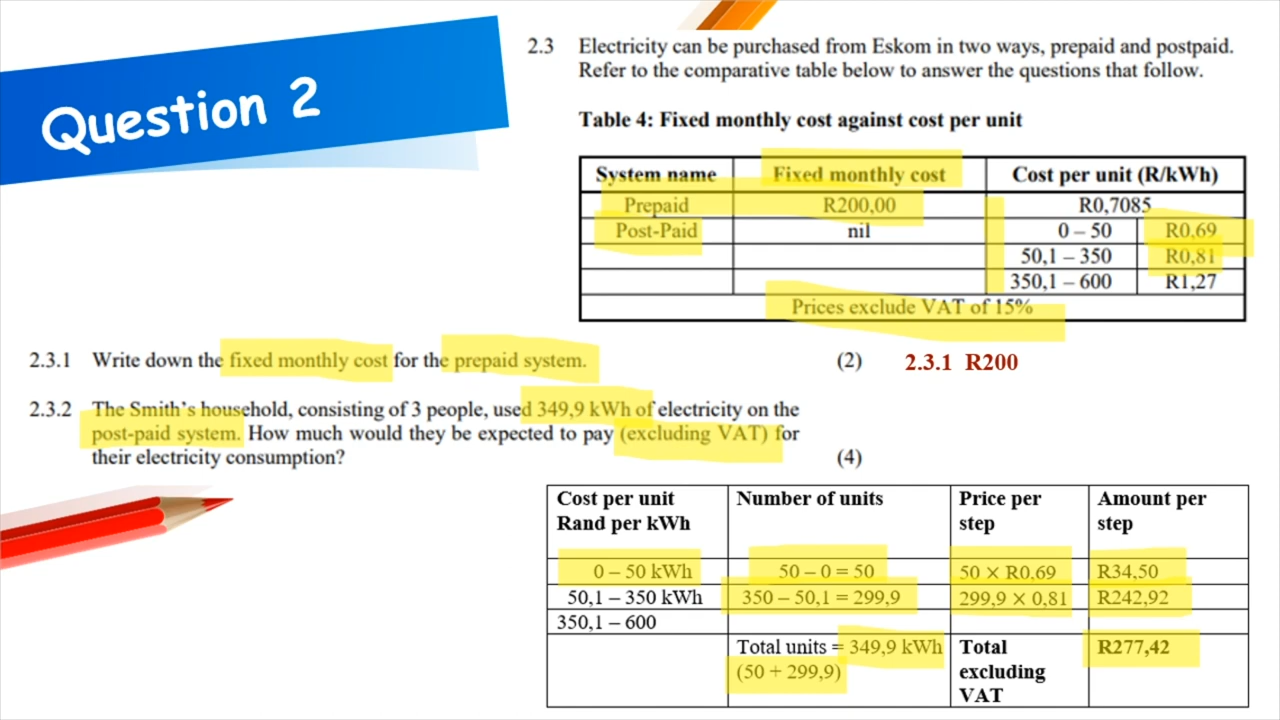 Question 2
2.3 Electricity can be purchased from Eskom in two ways, prepaid and postpaid.
Refer to the comparative table below to answer the questions that follow.
Table 4: Fixed monthly cost against cost per unit
System name Fixed monthly cost Cost per unit (R/kWh)
Prepaid R200,00 R0,7085
Post-Paid nil 0 – 50 R0,69
50,1 – 350 R0,81
350,1 – 600 R1,27
Prices exclude VAT of 15%
2.3.1 Write down the fixed monthly cost for the prepaid system. (2) 2.3.1 R200
2.3.2 The Smith's household, consisting of 3 people, used 349,9 kWh of electricity on the
post-paid system. How much would they be expected to pay (excluding VAT) for
their electricity consumption? (4)
Cost per unit Number of units Price per Amount per
Rand per kWh step step
0 – 50 kWh 50 – 0 = 50 50 × R0.69 R34,50
50,1 – 350 kWh 350 – 50,1 = 299,9 299,9 × 0,81 R242,92
350,1 – 600
Total units = 349,9 kWh Total R277,42
(50 + 299,9) excluding
VAT